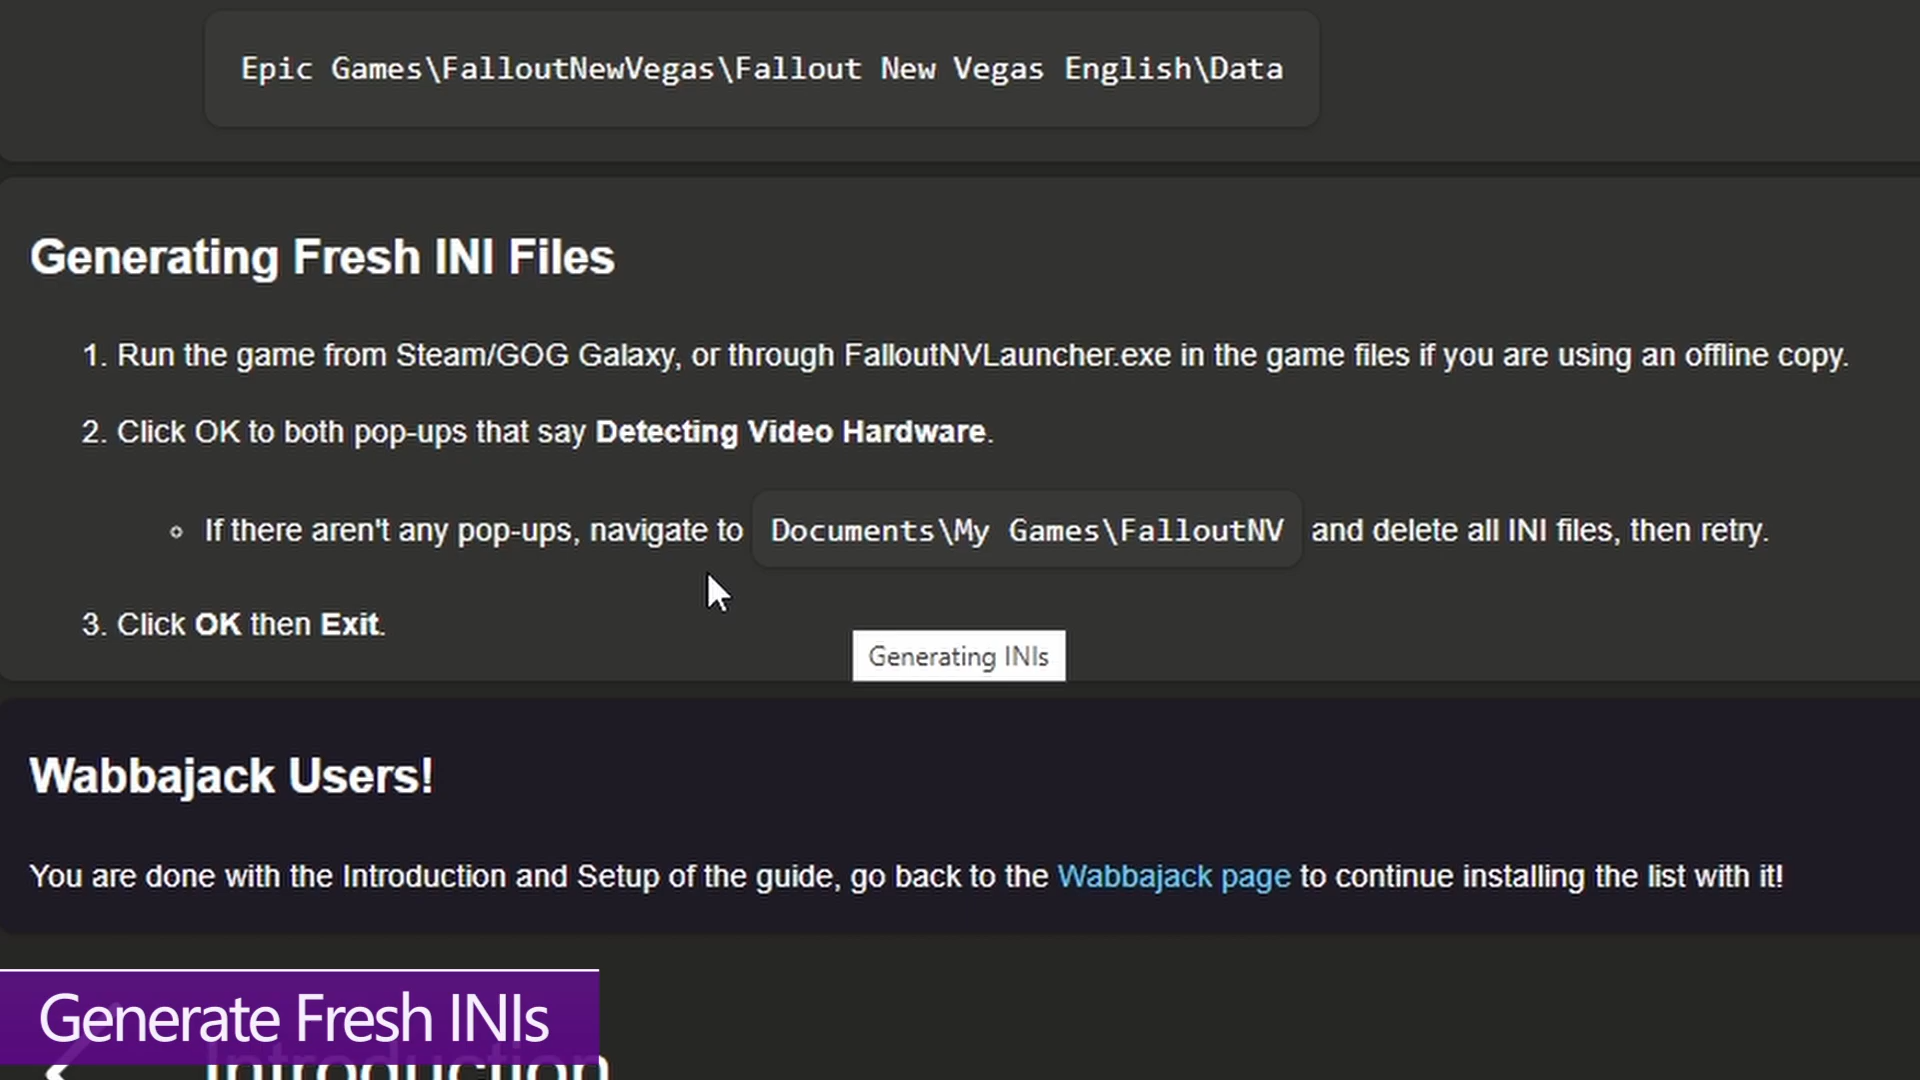 Epic Games\FalloutNewVegas\Fallout New Vegas English\Data
Generating Fresh INI Files
1. Run the game from Steam/GOG Galaxy, or through FalloutNVLauncher.exe in the game files if you are using an offline copy.
2. Click OK to both pop-ups that say Detecting Video Hardware.
If there aren't any pop-ups, navigate to Documents\My Games\FalloutNV and delete all INI files, then retry.
3. Click OK then Exit.
Generating INIs
Wabbajack Users!
You are done with the Introduction and Setup of the guide, go back to the Wabbajack page to continue installing the list with it!
Generate Fresh INIs
Introduction